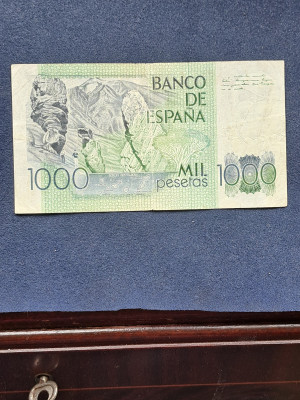 BANCO
DE
ESPAÑA
1000
MIL
pesetas
1000